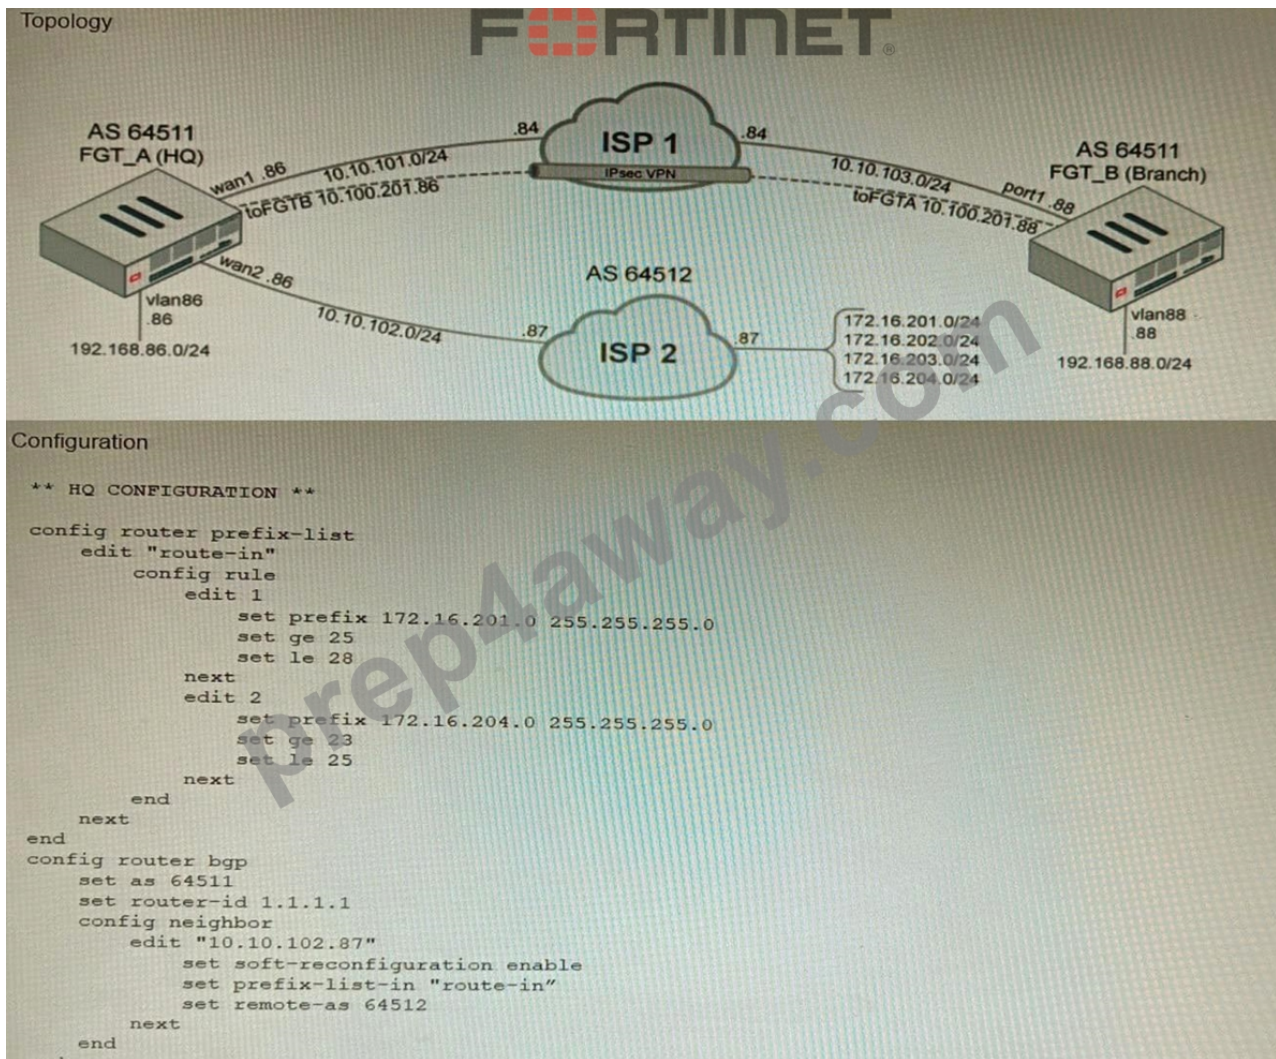 Topology
FORTINET®
AS 64511
FGT_A (HQ)
wan1 .86
10.10.101.0/24
.84
ISP 1
IPsec VPN
.84
10.10.103.0/24
port1 .88
AS 64511
FGT_B (Branch)
toFGTB 10.100.201.86
toFGTA 10.100.201.88
wan2 .86
10.10.102.0/24
vlan86
.86
192.168.86.0/24
AS 64512
.87
ISP 2
.87
172.16.201.0/24
172.16.202.0/24
172.16.203.0/24
172.16.204.0/24
vlan88
.88
192.168.88.0/24
prep4away.com
Configuration
** HQ CONFIGURATION **
config router prefix-list
edit "route-in"
config rule
edit 1
set prefix 172.16.201.0 255.255.255.0
set ge 25
set le 28
next
edit 2
set prefix 172.16.204.0 255.255.255.0
set ge 23
set le 25
next
end
next
end
config router bgp
set as 64511
set router-id 1.1.1.1
config neighbor
edit "10.10.102.87"
set soft-reconfiguration enable
set prefix-list-in "route-in"
set remote-as 64512
next
end